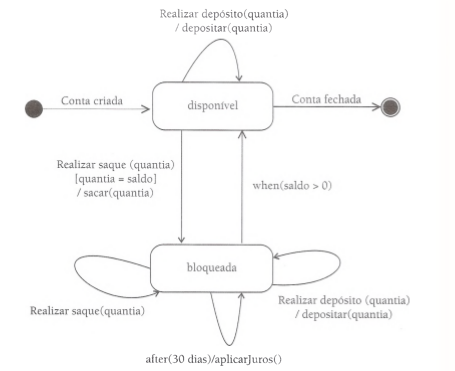 Realizar depósito(quantia)
/ depositar(quantia)
Conta criada
disponível
Conta fechada
Realizar saque (quantia)
[quantia = saldo]
/ sacar(quantia)
when(saldo > 0)
bloqueada
Realizar saque(quantia)
Realizar depósito (quantia)
/ depositar(quantia)
after(30 dias)/aplicarJuros()